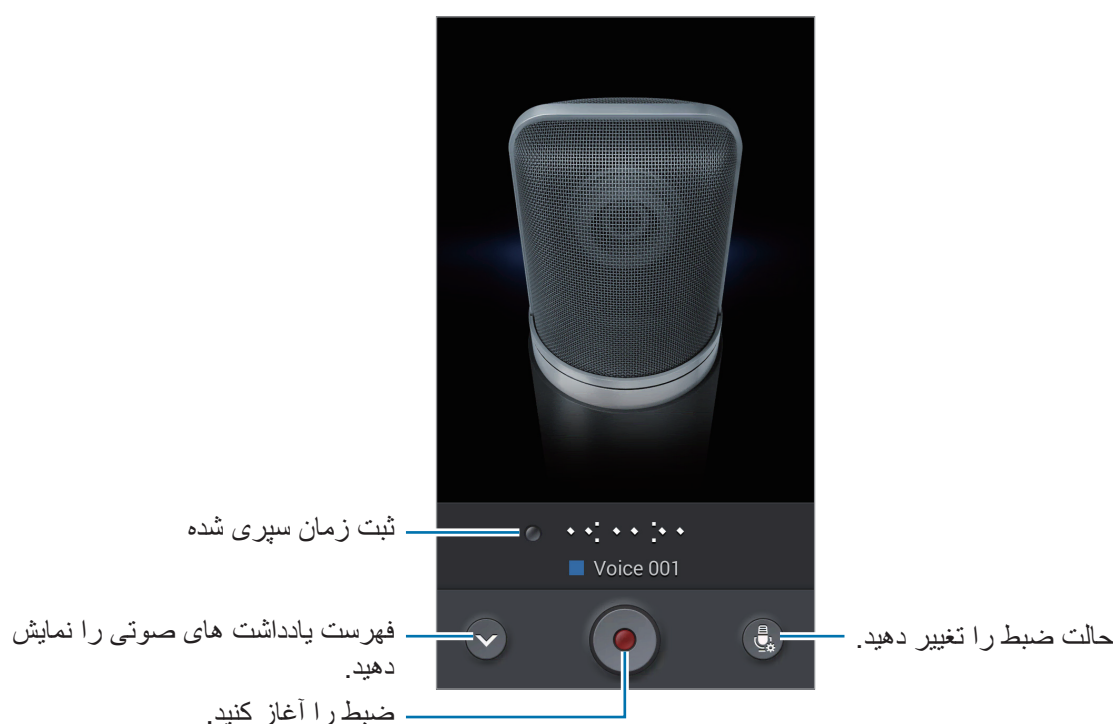 ثبت زمان سپری شده
۰۰:۰۰:۰۰
Voice 001
فهرست یادداشت های صوتی را نمایش
دهید.
حالت ضبط را تغییر دهید.
ضبط را آغاز کنید.